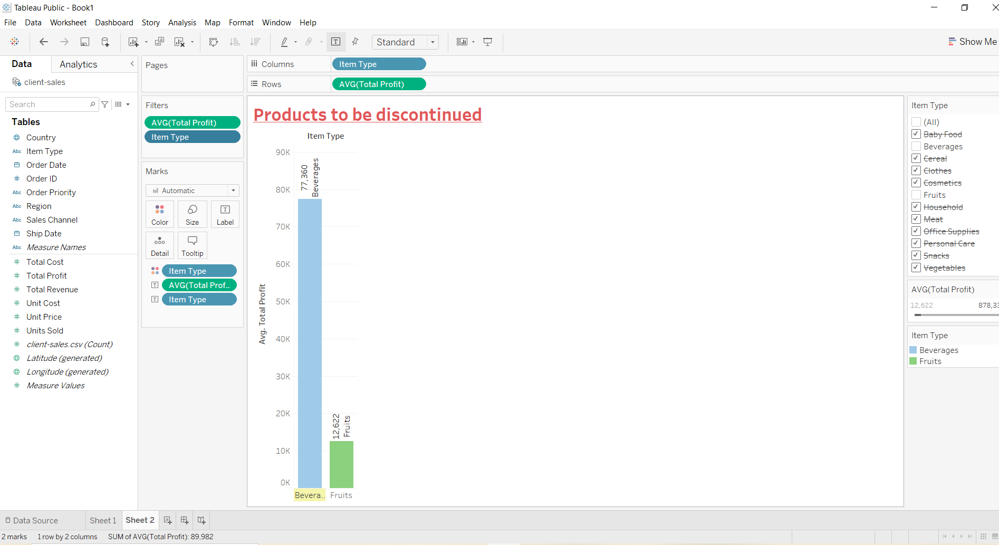 Tableau Public - Book1
File Data Worksheet Dashboard Story Analysis Map Format Window Help
T Standard Show Me
Data Analytics
client-sales
Search
Tables
Country
Abc Item Type
Order Date
# Order ID
Abc Order Priority
Abc Region
Abc Sales Channel
Ship Date
Abc Measure Names
# Total Cost
# Total Profit
# Total Revenue
# Unit Cost
# Unit Price
# Units Sold
# client-sales.csv (Count)
Latitude (generated)
Longitude (generated)
# Measure Values
Pages
Filters
AVG(Total Profit)
Item Type
Marks
Automatic
Color Size T Label
Detail Tooltip
Item Type
T AVG(Total Prof..
T Item Type
Columns Item Type
Rows AVG(Total Profit)
Products to be discontinued
Item Type
Avg. Total Profit
90K
80K
70K
60K
50K
40K
30K
20K
10K
0K
77,360
Beverages
12,622
Fruits
Bevera.. Fruits
Item Type
(All)
Baby Food
Beverages
Cereal
Clothes
Cosmetics
Fruits
Household
Meat
Office Supplies
Personal Care
Snacks
Vegetables
AVG(Total Profit)
12,622 878,33
Item Type
Beverages
Fruits
Data Source Sheet 1 Sheet 2
2 marks 1 row by 2 columns SUM of AVG(Total Profit): 89,982